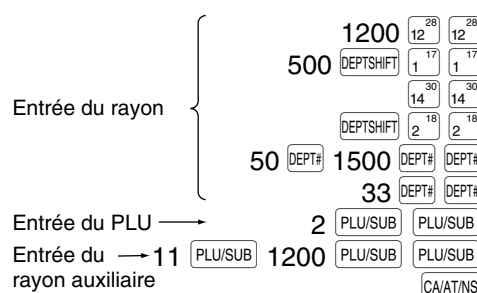 1200 12 28 12 28
500 DEPTSHIFT 1 17 1 17
14 30 14 30
Entrée du rayon
DEPTSHIFT 2 18 2 18
50 DEPT# 1500 DEPT# DEPT#
33 DEPT# DEPT#
Entrée du PLU 2 PLU/SUB PLU/SUB
Entrée du 11 PLU/SUB 1200 PLU/SUB PLU/SUB
rayon auxiliaire
CA/AT/NS